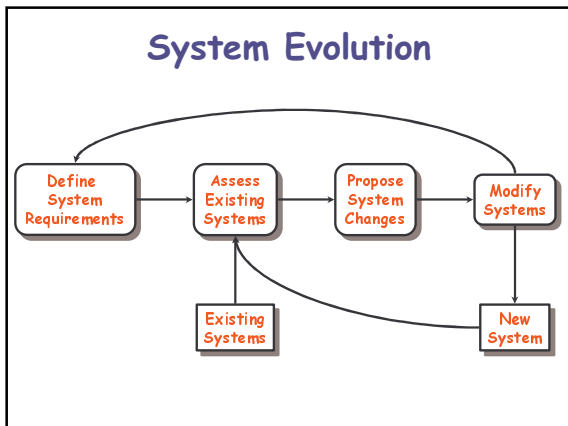 System Evolution
Define
System
Requirements
Assess
Existing
Systems
Propose
System
Changes
Modify
Systems
Existing
Systems
New
System